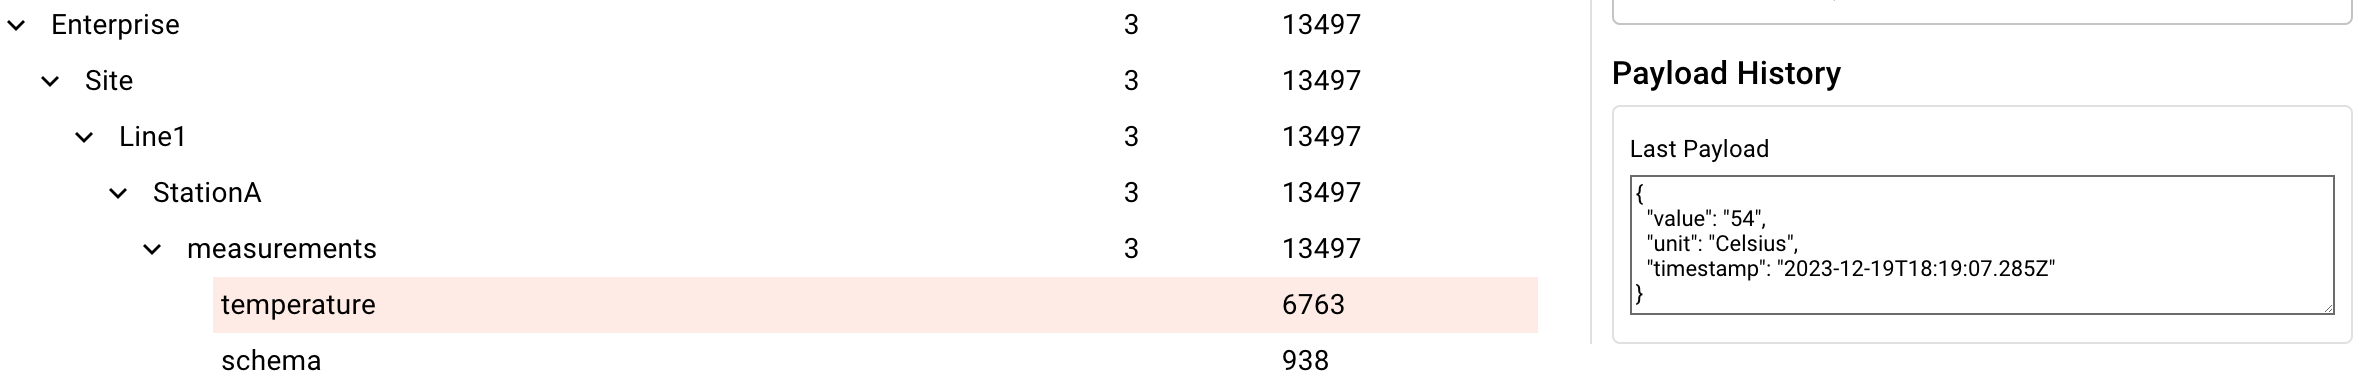 Enterprise 3 13497
Site 3 13497
Line1 3 13497
StationA 3 13497
measurements 3 13497
temperature 6763
schema 938
Payload History
Last Payload
{
"value": "54",
"unit": "Celsius",
"timestamp": "2023-12-19T18:19:07.285Z"
}